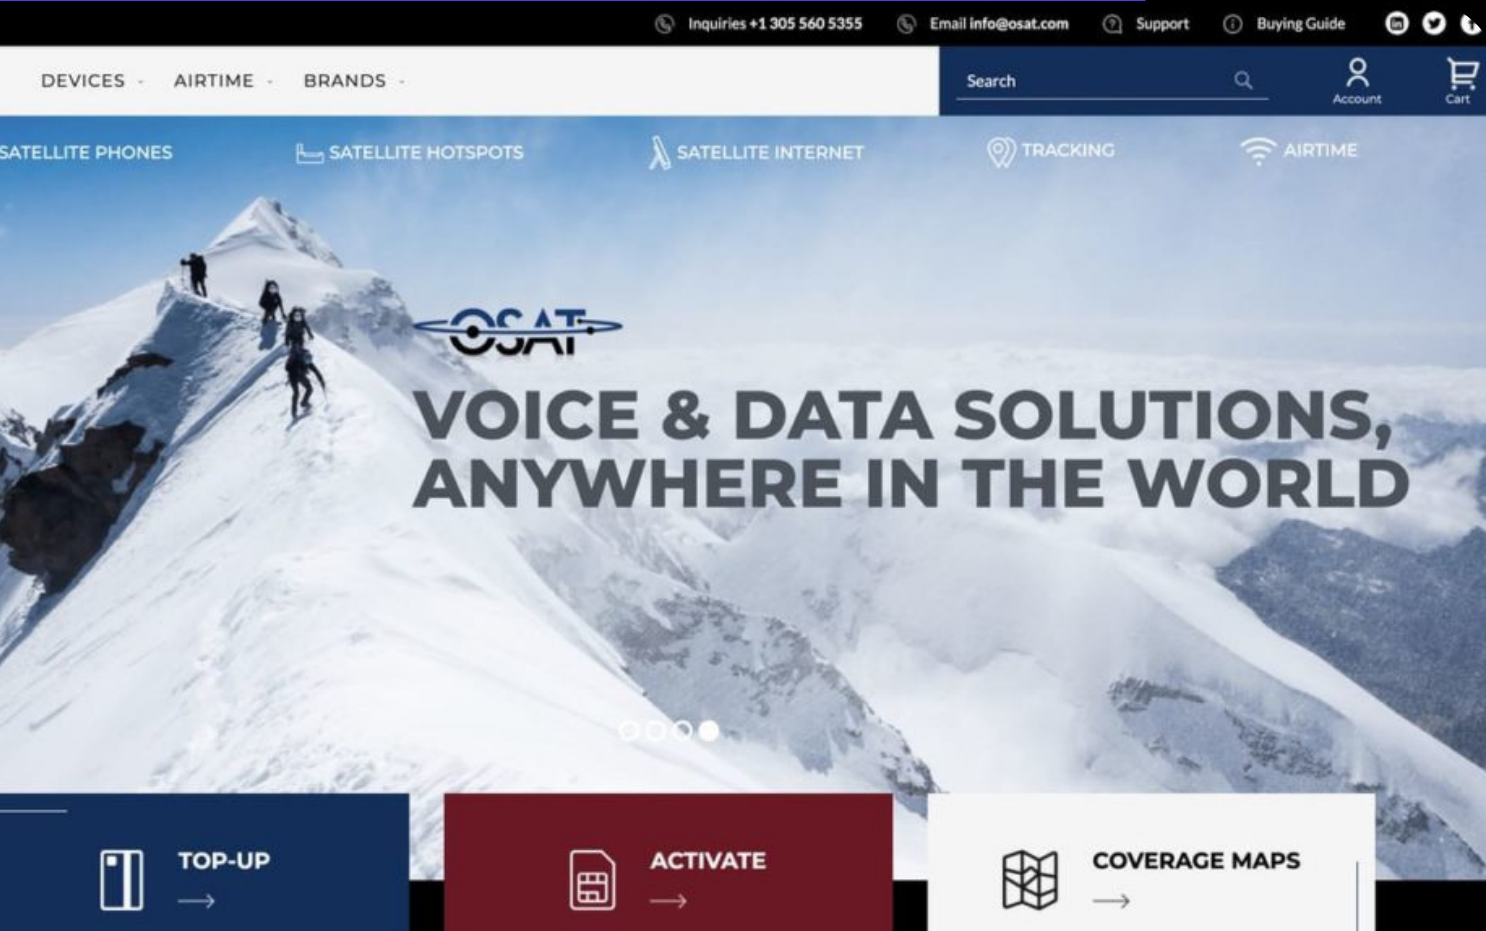 Inquiries +1 305 560 5355 Email info@osat.com Support Buying Guide
DEVICES AIRTIME BRANDS Search Account Cart
SATELLITE PHONES SATELLITE HOTSPOTS SATELLITE INTERNET TRACKING AIRTIME
OSAT
VOICE & DATA SOLUTIONS,
ANYWHERE IN THE WORLD
TOP-UP ACTIVATE COVERAGE MAPS